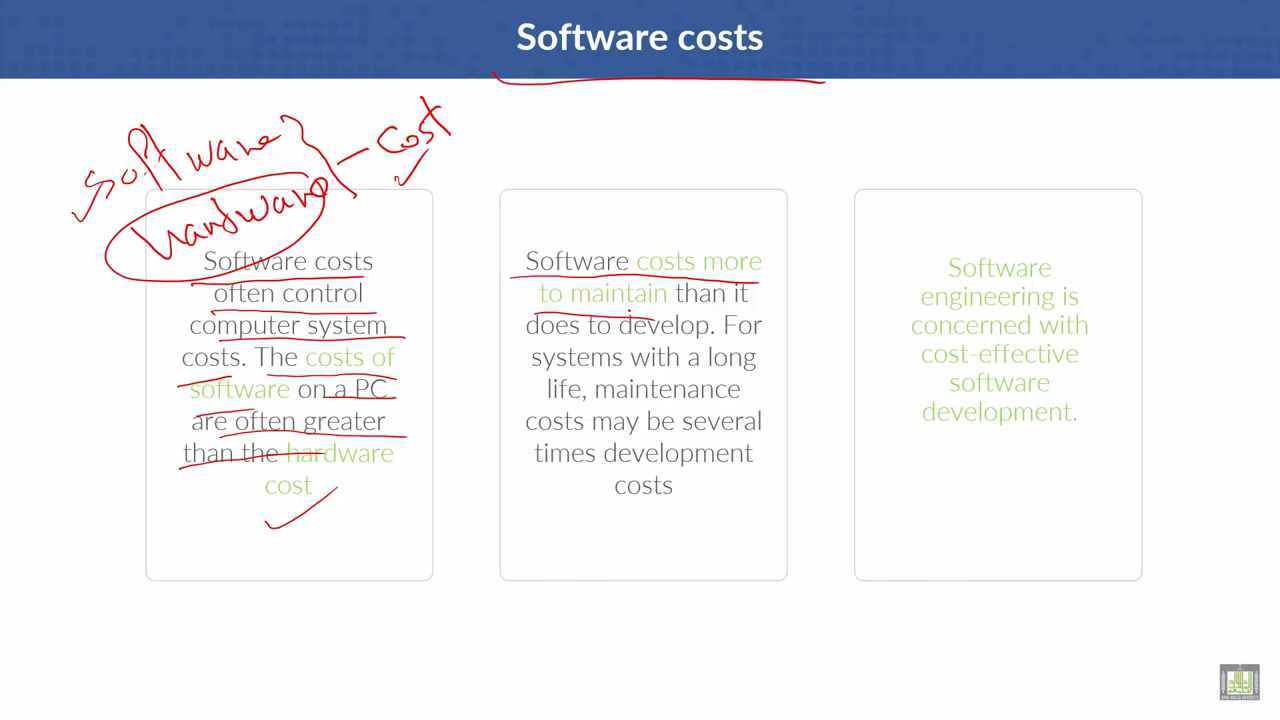 Software costs
Software
hardware
cost
Software costs
often control
computer system
costs. The costs of
software on a PC
are often greater
than the hardware
cost
Software costs more
to maintain than it
does to develop. For
systems with a long
life, maintenance
costs may be several
times development
costs
Software
engineering is
concerned with
cost-effective
software
development.